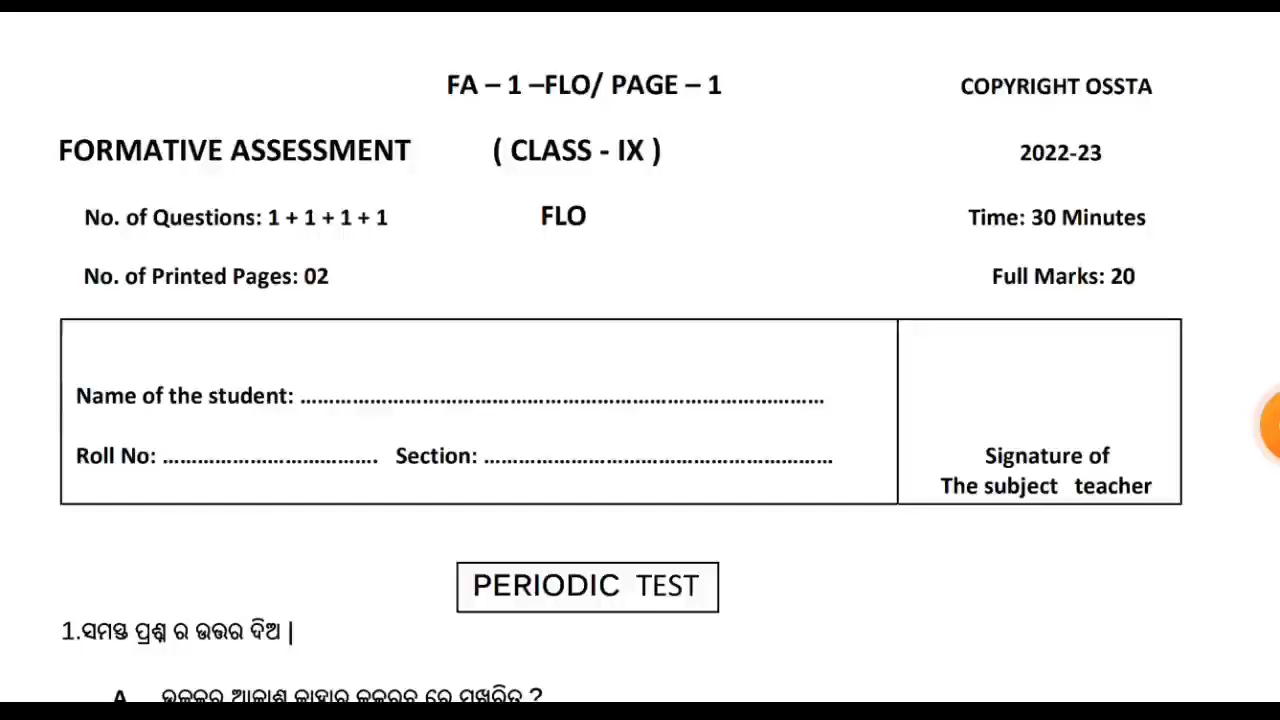 FA – 1 –FLO/ PAGE – 1 COPYRIGHT OSSTA
FORMATIVE ASSESSMENT ( CLASS - IX ) 2022-23
No. of Questions: 1 + 1 + 1 + 1 FLO Time: 30 Minutes
No. of Printed Pages: 02 Full Marks: 20
Name of the student: ....................................................................................
Roll No: .................................... Section: ..........................................................
Signature of
The subject teacher
PERIODIC TEST
1.ସମସ୍ତ ପ୍ରଶ୍ନ ର ଉତ୍ତର ଦିଅ |
A ଆକାଶ କାହାର ରେ ମୁଖରିତ ?